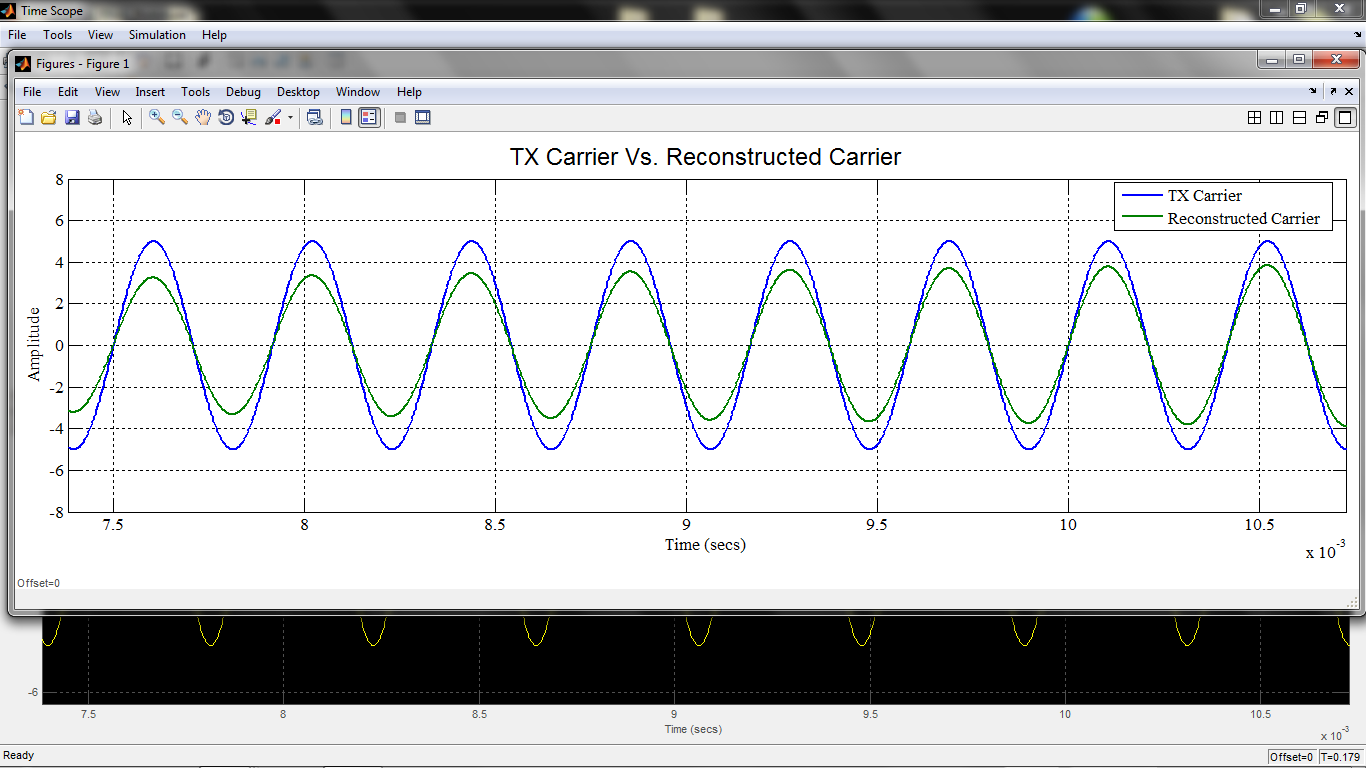 Time Scope
File Tools View Simulation Help
Figures - Figure 1
File Edit View Insert Tools Debug Desktop Window Help
TX Carrier Vs. Reconstructed Carrier
TX Carrier
Reconstructed Carrier
8
6
4
2
0
-2
-4
-6
-8
Amplitude
7.5 8 8.5 9 9.5 10 10.5
Time (secs)
x 10-3
Offset=0
-6
7.5 8 8.5 9 9.5 10 10.5
Time (secs)
x 10-3
Ready
Offset=0 T=0.179